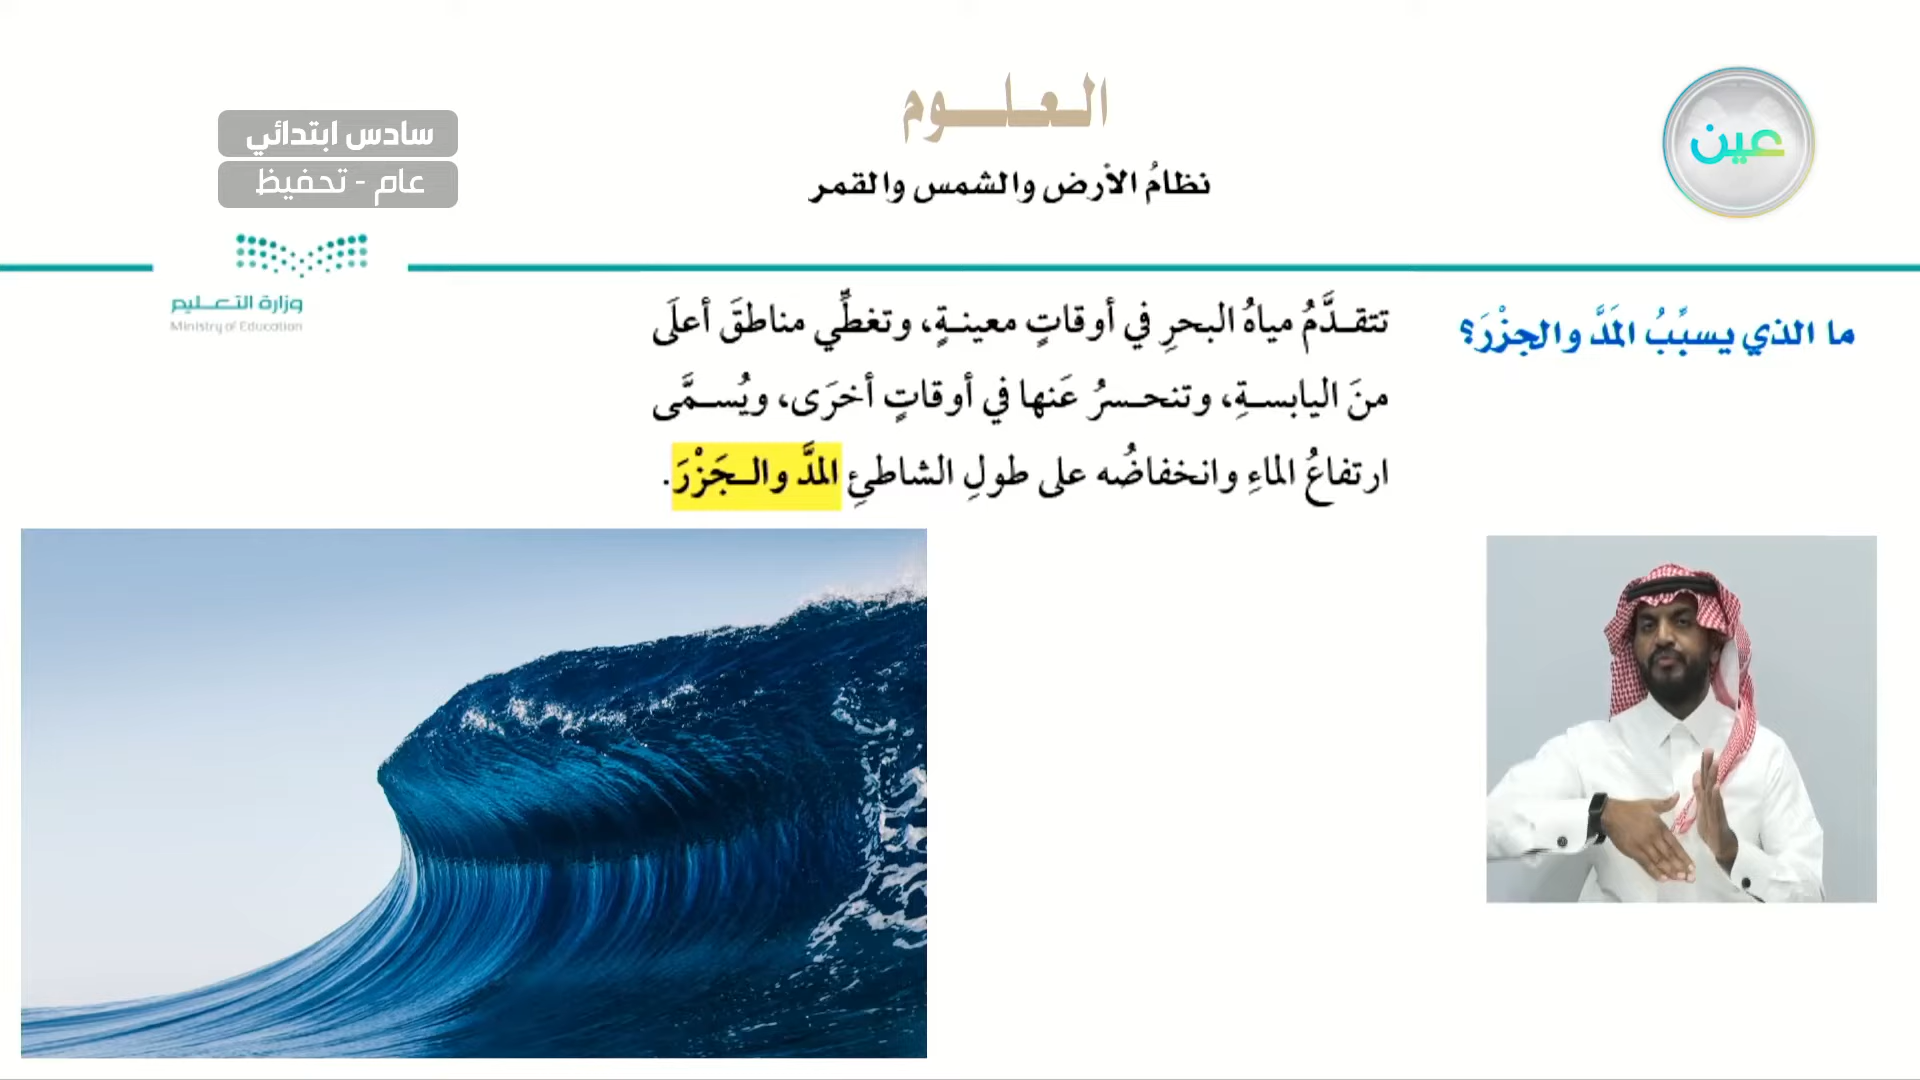 العلوم
نظامُ الأرض والشمس والقمر
عين
سادس ابتدائي
عام - تحفيظ
وزارة التعليم
Ministry of Education
ما الذي يسبِّبُ المَدَّ والجزْرَ؟
تتقدَّمُ مياهُ البحرِ في أوقاتٍ معينةٍ، وتغطِّي مناطقَ أعلَى
منَ اليابسةِ، وتنحسرُ عَنها في أوقاتٍ أخرَى، ويُسمَّى
ارتفاعُ الماءِ وانخفاضُه على طولِ الشاطئِ المدَّ والجَزْرَ.